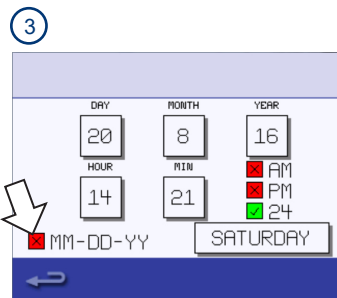 3
DAY MONTH YEAR
20 8 16
HOUR MIN
14 21
AM
PM
24
MM-DD-YY
SATURDAY